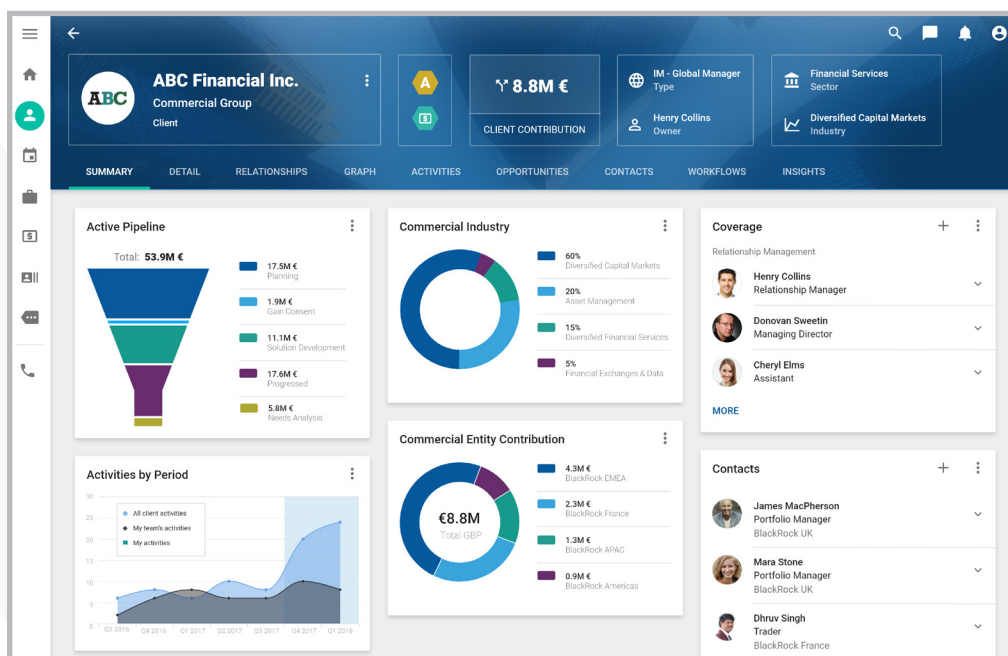 ABC
ABC Financial Inc.
Commercial Group
Client
A
$
8.8M €
CLIENT CONTRIBUTION
IM - Global Manager
Type
Henry Collins
Owner
Financial Services
Sector
Diversified Capital Markets
Industry
SUMMARY DETAIL RELATIONSHIPS GRAPH ACTIVITIES OPPORTUNITIES CONTACTS WORKFLOWS INSIGHTS
Active Pipeline
Total: 53.9M €
17.5M €
Planning
1.9M €
Gain Consent
11.1M €
Solution Development
17.6M €
Progressed
5.8M €
Needs Analysis
Activities by Period
30
25
20
15
10
5
0
All client activities
My team's activities
My activities
Q3 2016 Q4 2016 Q1 2017 Q2 2017 Q3 2017 Q4 2017 Q1 2018
Commercial Industry
60%
Diversified Capital Markets
20%
Asset Management
15%
Diversified Financial Services
5%
Financial Exchanges & Data
Commercial Entity Contribution
€8.8M
Total GBP
4.3M €
BlackRock EMEA
2.3M €
BlackRock France
1.3M €
BlackRock APAC
0.9M €
BlackRock Americas
Coverage
Relationship Management
Henry Collins
Relationship Manager
Donovan Sweetin
Managing Director
Cheryl Elms
Assistant
MORE
Contacts
James MacPherson
Portfolio Manager
BlackRock UK
Mara Stone
Portfolio Manager
BlackRock UK
Dhruv Singh
Trader
BlackRock France